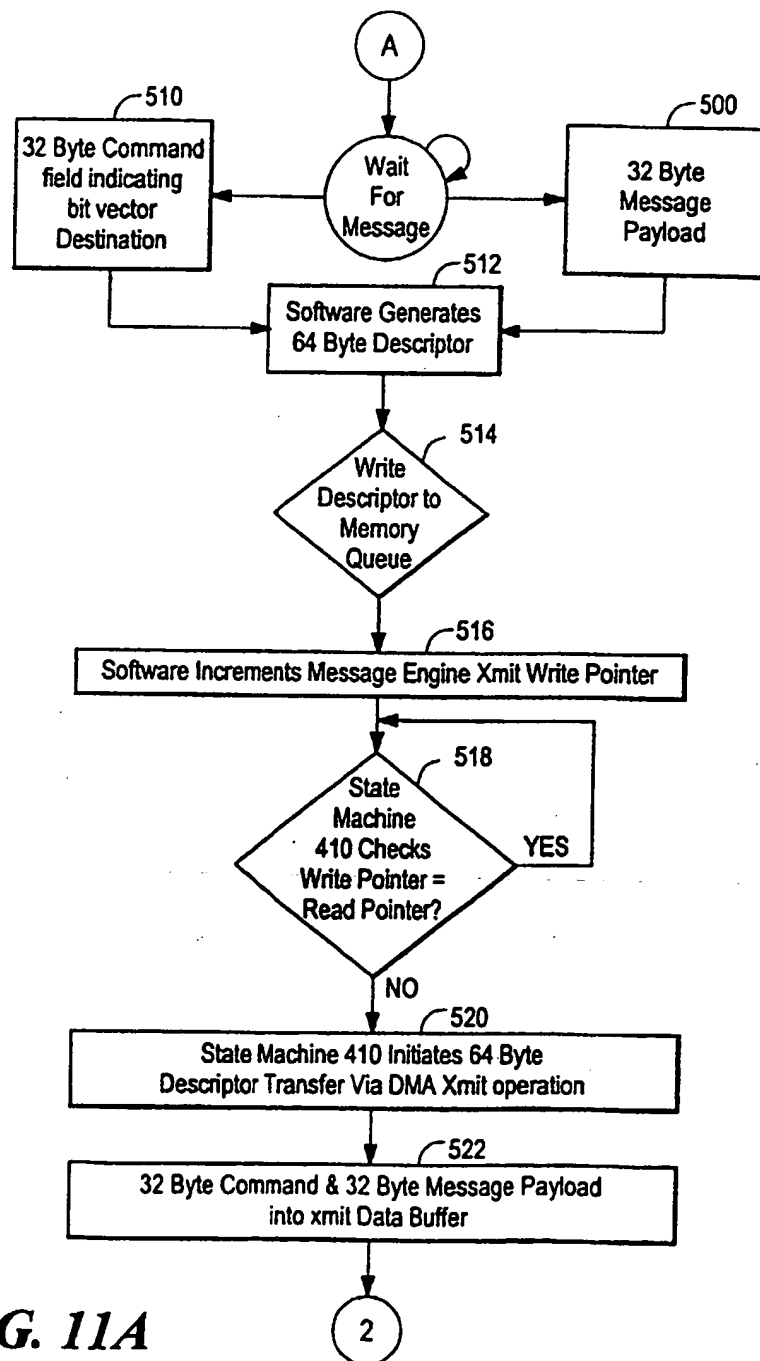 A
510
32 Byte Command
field indicating
bit vector
Destination
Wait
For
Message
500
32 Byte
Message
Payload
512
Software Generates
64 Byte Descriptor
514
Write
Descriptor to
Memory
Queue
516
Software Increments Message Engine Xmit Write Pointer
518
State
Machine
410 Checks
Write Pointer =
Read Pointer?
YES
NO
520
State Machine 410 Initiates 64 Byte
Descriptor Transfer Via DMA Xmit operation
522
32 Byte Command & 32 Byte Message Payload
into xmit Data Buffer
2
G. 11A